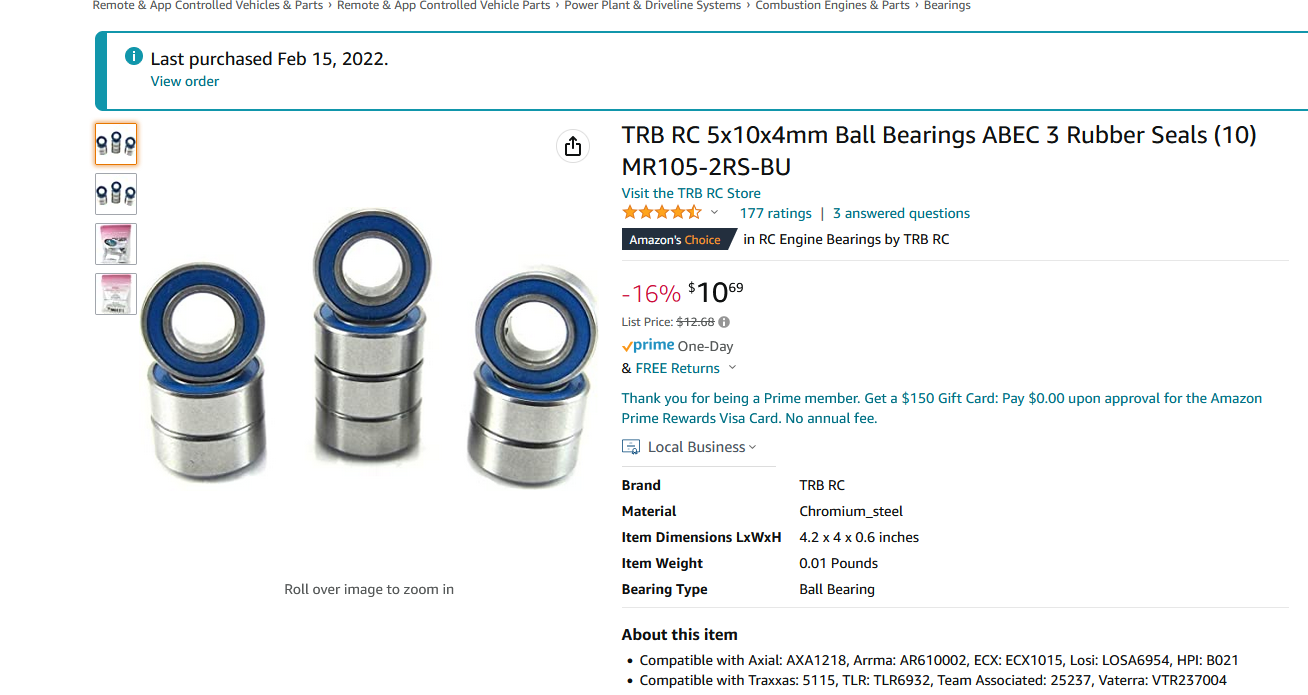 Remote & App Controlled Vehicles & Parts › Remote & App Controlled Vehicle Parts › Power Plant & Driveline Systems › Combustion Engines & Parts › Bearings
Last purchased Feb 15, 2022.
View order
TRB RC 5x10x4mm Ball Bearings ABEC 3 Rubber Seals (10)
MR105-2RS-BU
Visit the TRB RC Store
177 ratings | 3 answered questions
Amazon's Choice in RC Engine Bearings by TRB RC
-16% $10 69
List Price: $12.68
prime One-Day
& FREE Returns
Thank you for being a Prime member. Get a $150 Gift Card: Pay $0.00 upon approval for the Amazon
Prime Rewards Visa Card. No annual fee.
Local Business
Brand TRB RC
Material Chromium_steel
Item Dimensions LxWxH 4.2 x 4 x 0.6 inches
Item Weight 0.01 Pounds
Bearing Type Ball Bearing
Roll over image to zoom in
About this item
• Compatible with Axial: AXA1218, Arrma: AR610002, ECX: ECX1015, Losi: LOSA6954, HPI: B021
• Compatible with Traxxas: 5115, TLR: TLR6932, Team Associated: 25237, Vaterra: VTR237004